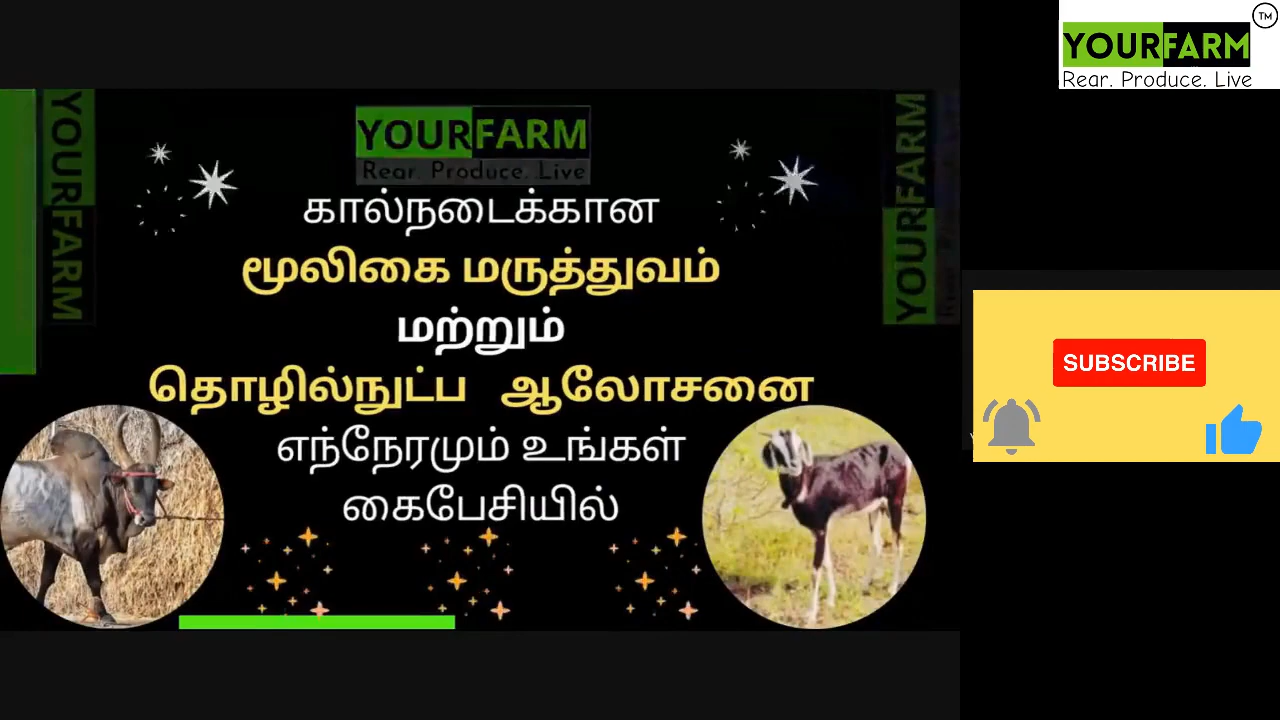 YOURFARM
TM
Rear. Produce. Live
YOURFARM
YOURFARM
YOURFARM
Rear. Produce. Live
கால்நடைக்கான
மூலிகை மருத்துவம்
மற்றும்
தொழில்நுட்ப ஆலோசனை
எந்நேரமும் உங்கள்
கைபேசியில்
SUBSCRIBE